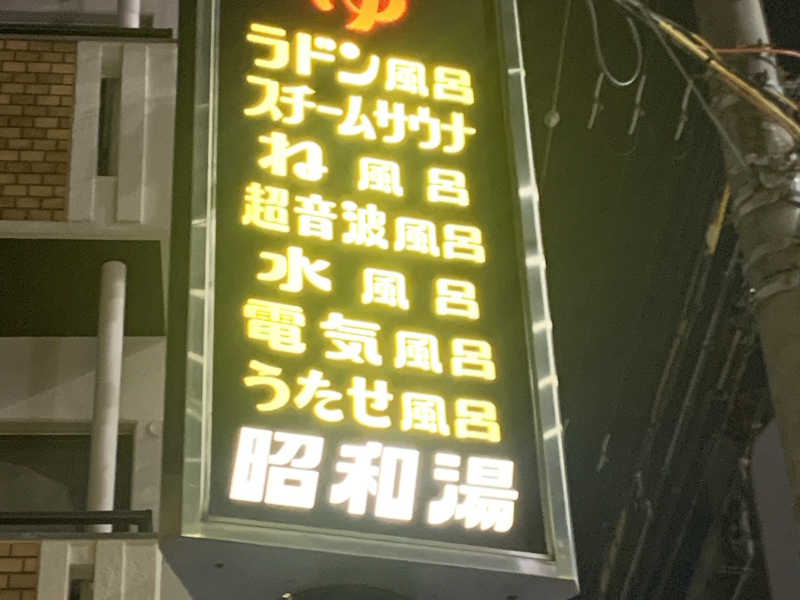 ゆ
ラドン風呂
スチームサウナ
ね風呂
超音波風呂
水風呂
電気風呂
うたせ風呂
昭和湯